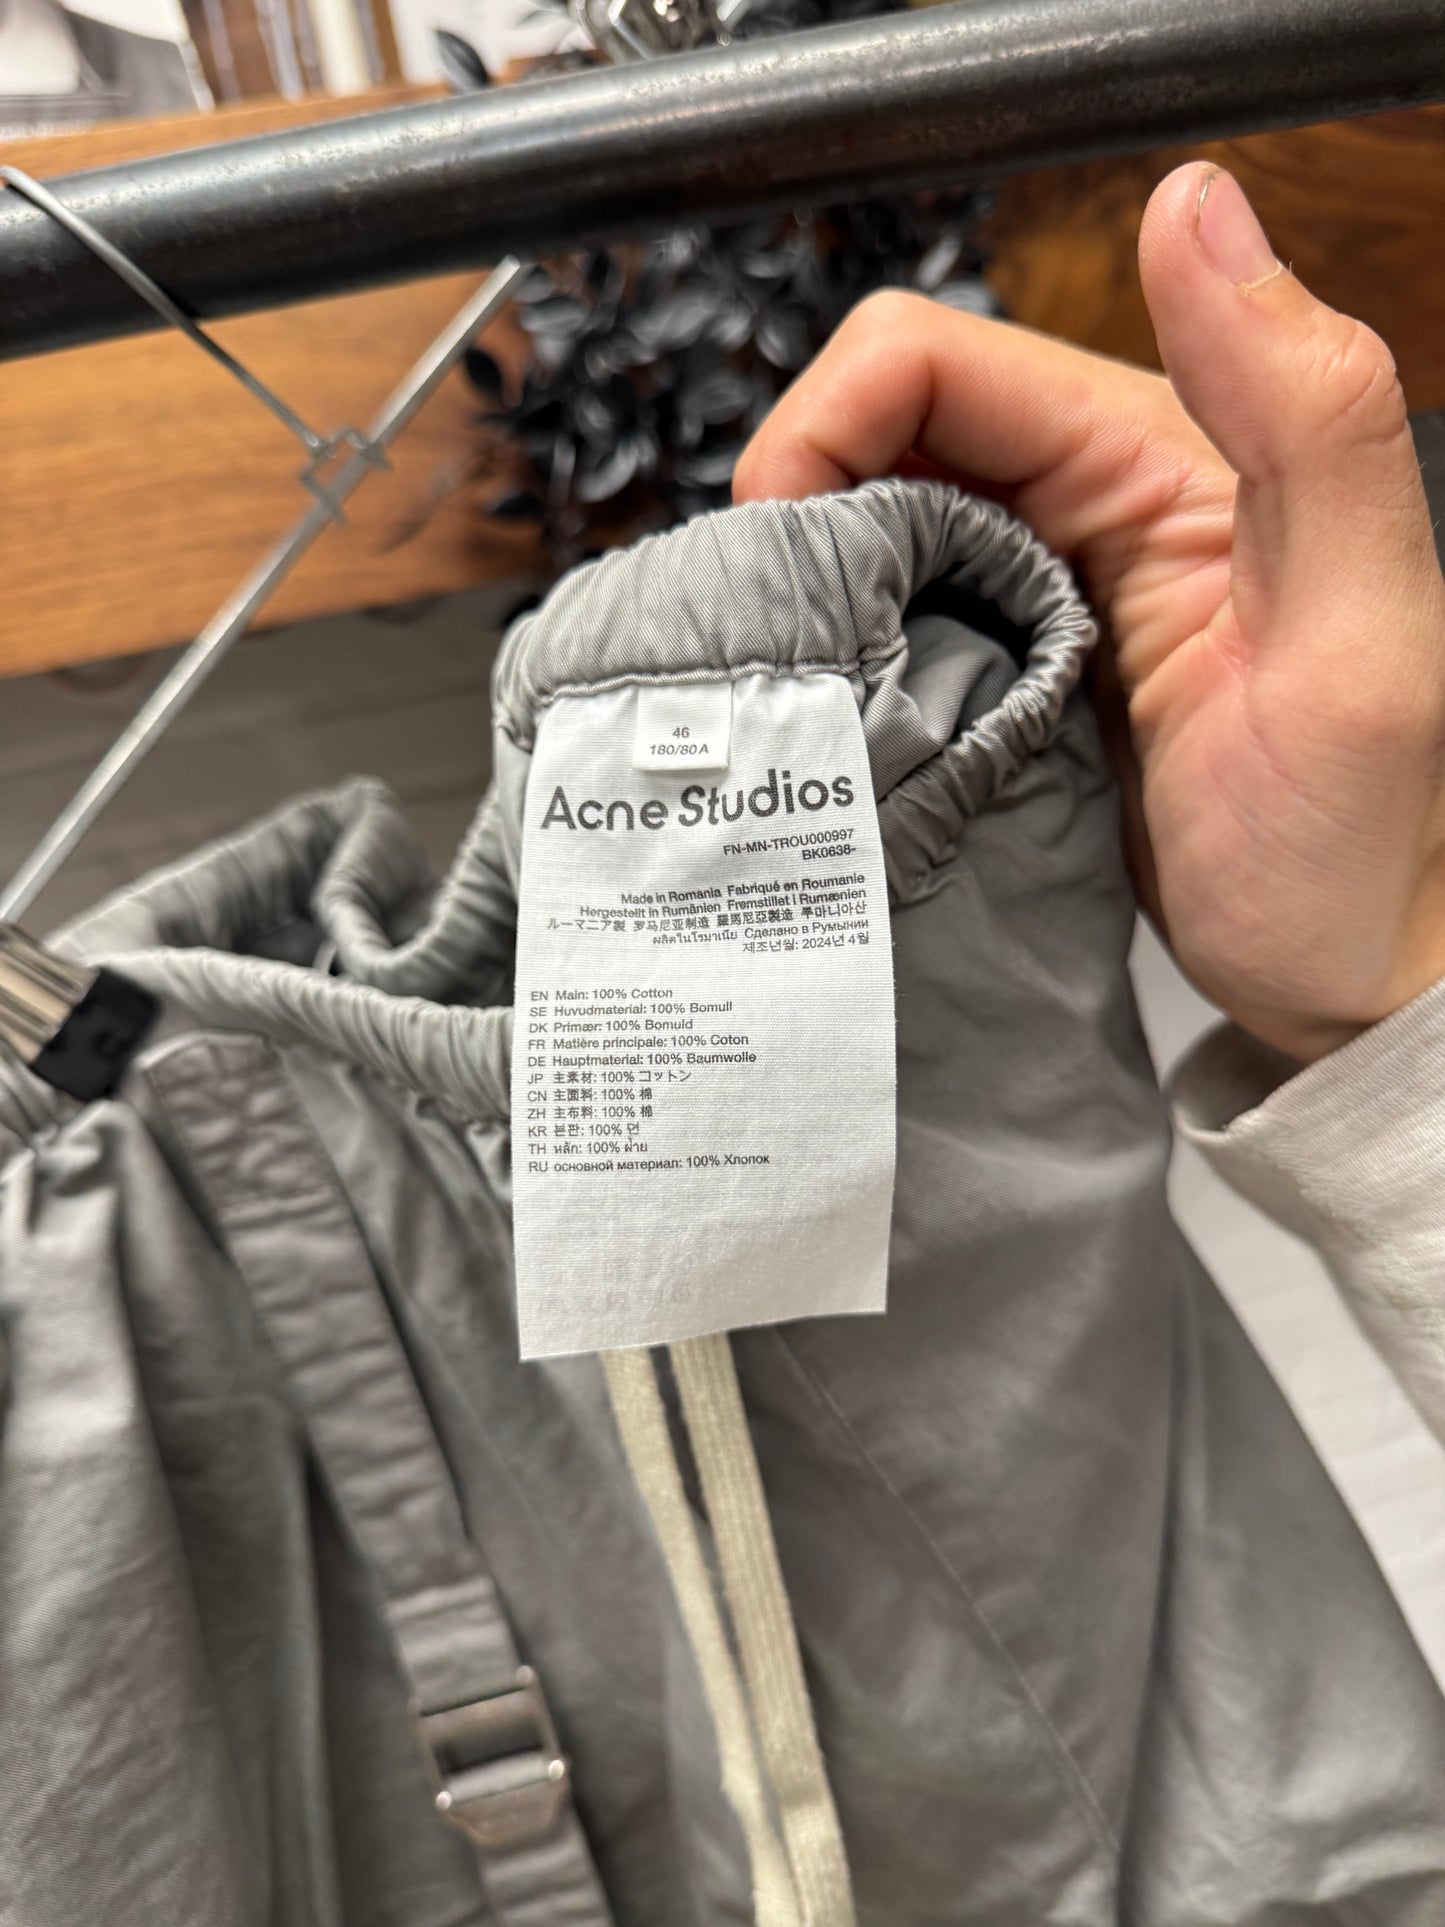 46
180/80 A
Acne Studios
FN-MN-TROU000997
BK0638-
Made in Romania Fabriqué en Roumanie
Hergestellt in Rumänien Fremstillet i Rumænien
ルーマニア製 罗马尼亚制造 羅馬尼亞製造 루마니아산
ผลิตในโรมาเนีย Сделано в Румынии
제조년월: 2024년 4월
EN Main: 100% Cotton
SE Huvudmaterial: 100% Bomull
DK Primær: 100% Bomuld
FR Matière principale: 100% Coton
DE Hauptmaterial: 100% Baumwolle
JP 主素材: 100% コットン
CN 主面料: 100% 棉
ZH 主布料: 100% 棉
KR 본판: 100% 면
TH หลัก: 100% ฝ้าย
RU основной материал: 100% Хлопок